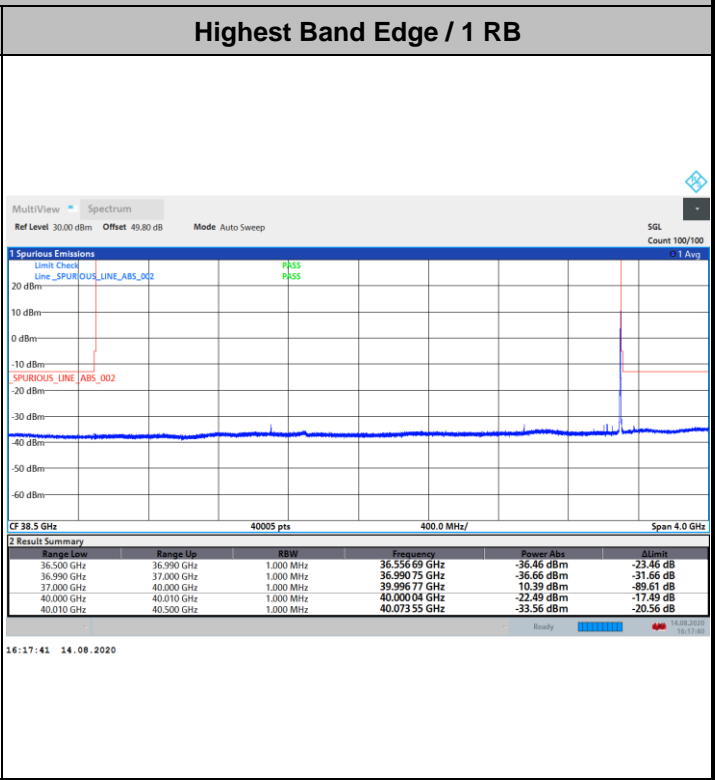 Highest Band Edge / 1 RB
MultiView Spectrum
Ref Level 30.00 dBm Offset 49.80 dB Mode Auto Sweep SGL
Count 100/100
1 Spurious Emissions 1 Avg
Limit Check PASS
Line _SPURIOUS_LINE_ABS_002 PASS
20 dBm
10 dBm
0 dBm
-10 dBm
_SPURIOUS_LINE_ABS_002
-20 dBm
-30 dBm
-40 dBm
-50 dBm
-60 dBm
CF 38.5 GHz 40005 pts 400.0 MHz/ Span 4.0 GHz
2 Result Summary
Range Low Range Up RBW Frequency Power Abs ΔLimit
36.500 GHz 36.990 GHz 1.000 MHz 36.556 69 GHz -36.46 dBm -23.46 dB
36.990 GHz 37.000 GHz 1.000 MHz 36.990 75 GHz -36.66 dBm -31.66 dB
37.000 GHz 40.000 GHz 1.000 MHz 39.996 77 GHz 10.39 dBm -89.61 dB
40.000 GHz 40.010 GHz 1.000 MHz 40.000 04 GHz -22.49 dBm -17.49 dB
40.010 GHz 40.500 GHz 1.000 MHz 40.073 55 GHz -33.56 dBm -20.56 dB
Ready 14.08.2020
16:17:40
16:17:41 14.08.2020